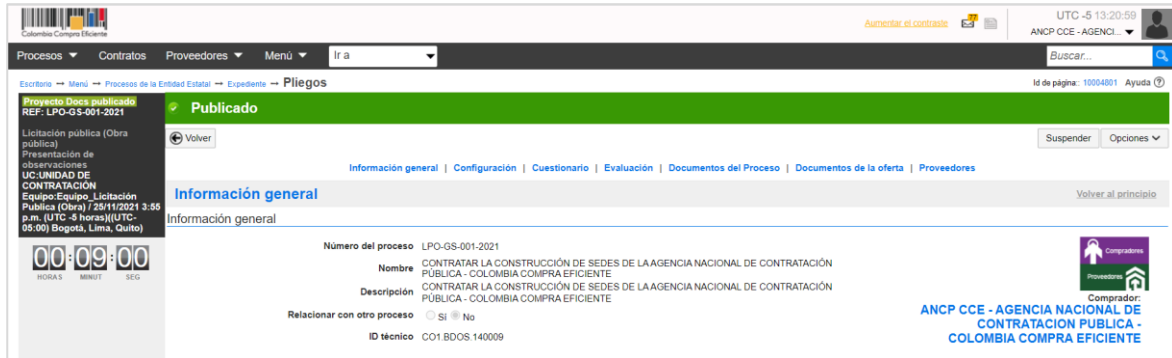 Colombia Compra Eficiente
Aumentar el contraste
77
UTC -5 13:20:59
ANCP CCE - AGENCI...
Procesos Contratos Proveedores Menú Ir a
Buscar...
Escritorio → Menú → Procesos de la Entidad Estatal → Expediente → Pliegos
Id de página: 10004801 Ayuda
Proyecto Docs publicado
REF: LPO-GS-001-2021
Licitación pública (Obra
pública)
Presentación de
observaciones
UC:UNIDAD DE
CONTRATACIÓN
Equipo:Equipo_Licitación
Publica (Obra) / 25/11/2021 3:55
p.m. (UTC -5 horas)((UTC-
05:00) Bogotá, Lima, Quito)
00:09:00
HORAS MINUT SEG
Publicado
Volver
Suspender Opciones
Información general | Configuración | Cuestionario | Evaluación | Documentos del Proceso | Documentos de la oferta | Proveedores
Información general
Volver al principio
Información general
Número del proceso LPO-GS-001-2021
Nombre CONTRATAR LA CONSTRUCCIÓN DE SEDES DE LA AGENCIA NACIONAL DE CONTRATACIÓN
PÚBLICA - COLOMBIA COMPRA EFICIENTE
Descripción CONTRATAR LA CONSTRUCCIÓN DE SEDES DE LA AGENCIA NACIONAL DE CONTRATACIÓN
PÚBLICA - COLOMBIA COMPRA EFICIENTE
Relacionar con otro proceso Sí No
ID técnico CO1.BDOS.140009
Compradores
Proveedores
Comprador:
ANCP CCE - AGENCIA NACIONAL DE
CONTRATACION PUBLICA -
COLOMBIA COMPRA EFICIENTE